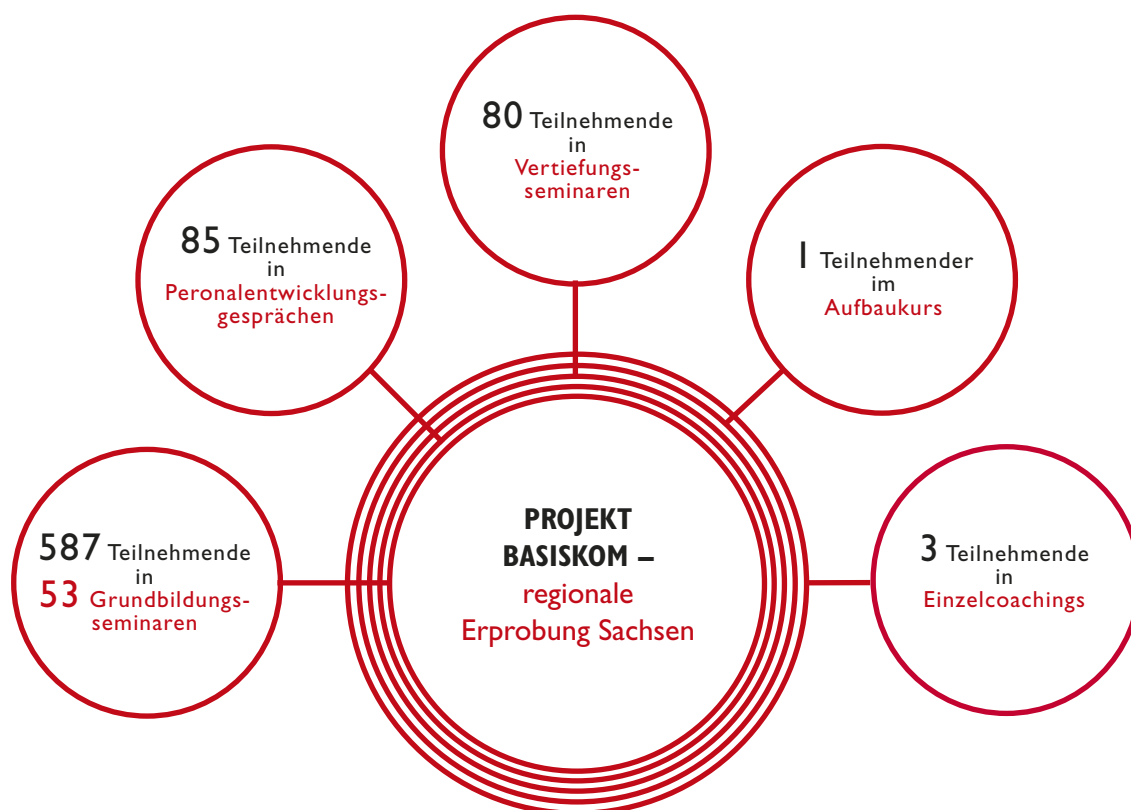 80 Teilnehmende
in
Vertiefungs-
seminaren
85 Teilnehmende
in
Peronalentwicklungs-
gesprächen
1 Teilnehmender
im
Aufbaukurs
587 Teilnehmende
in
53 Grundbildungs-
seminaren
PROJEKT
BASISKOM –
regionale
Erprobung Sachsen
3 Teilnehmende
in
Einzelcoachings